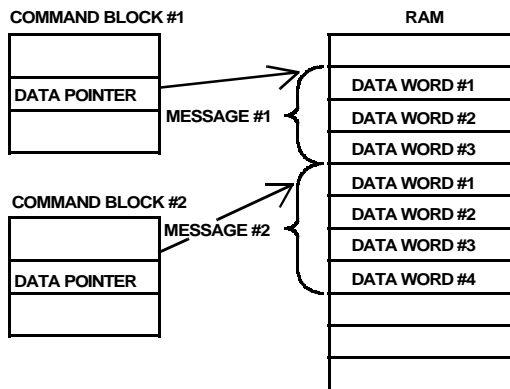 COMMAND BLOCK #1
DATA POINTER
MESSAGE #1
COMMAND BLOCK #2
MESSAGE #2
DATA POINTER
RAM
DATA WORD #1
DATA WORD #2
DATA WORD #3
DATA WORD #1
DATA WORD #2
DATA WORD #3
DATA WORD #4